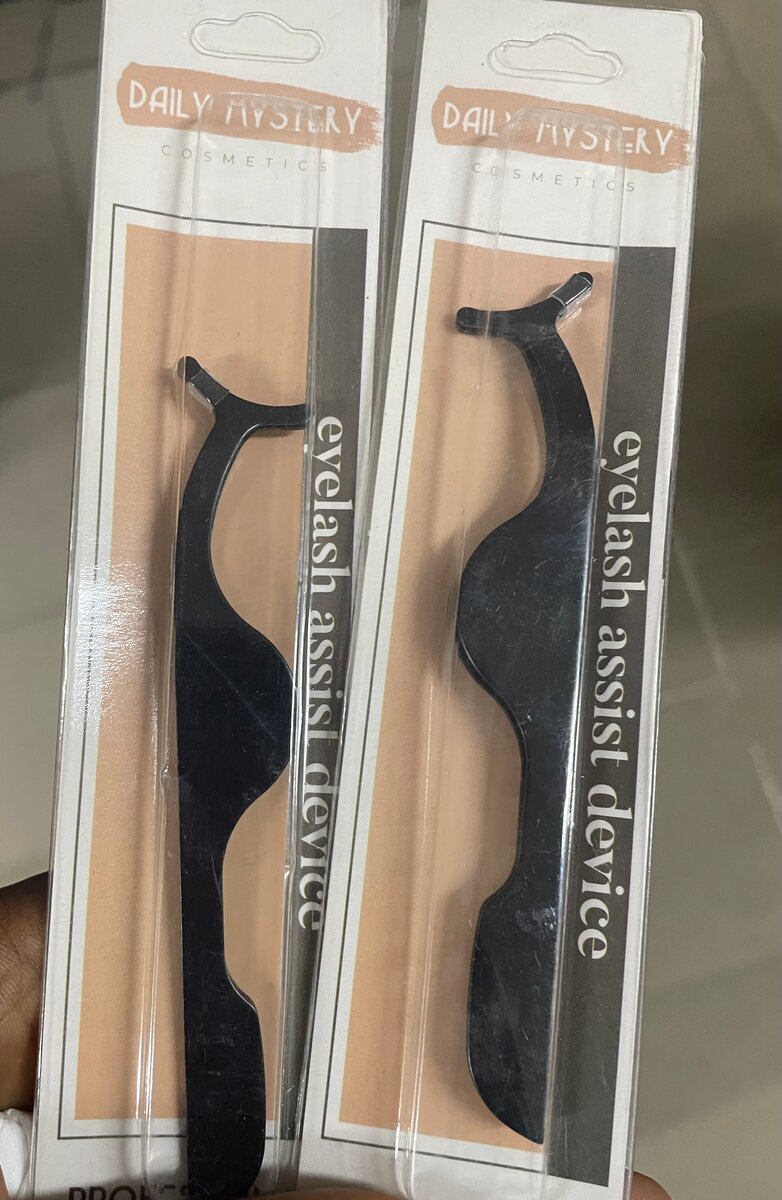 DAILY MYSTERY
COSMETICS
eyelash assist device
DAILY MYSTERY
COSMETICS
eyelash assist device